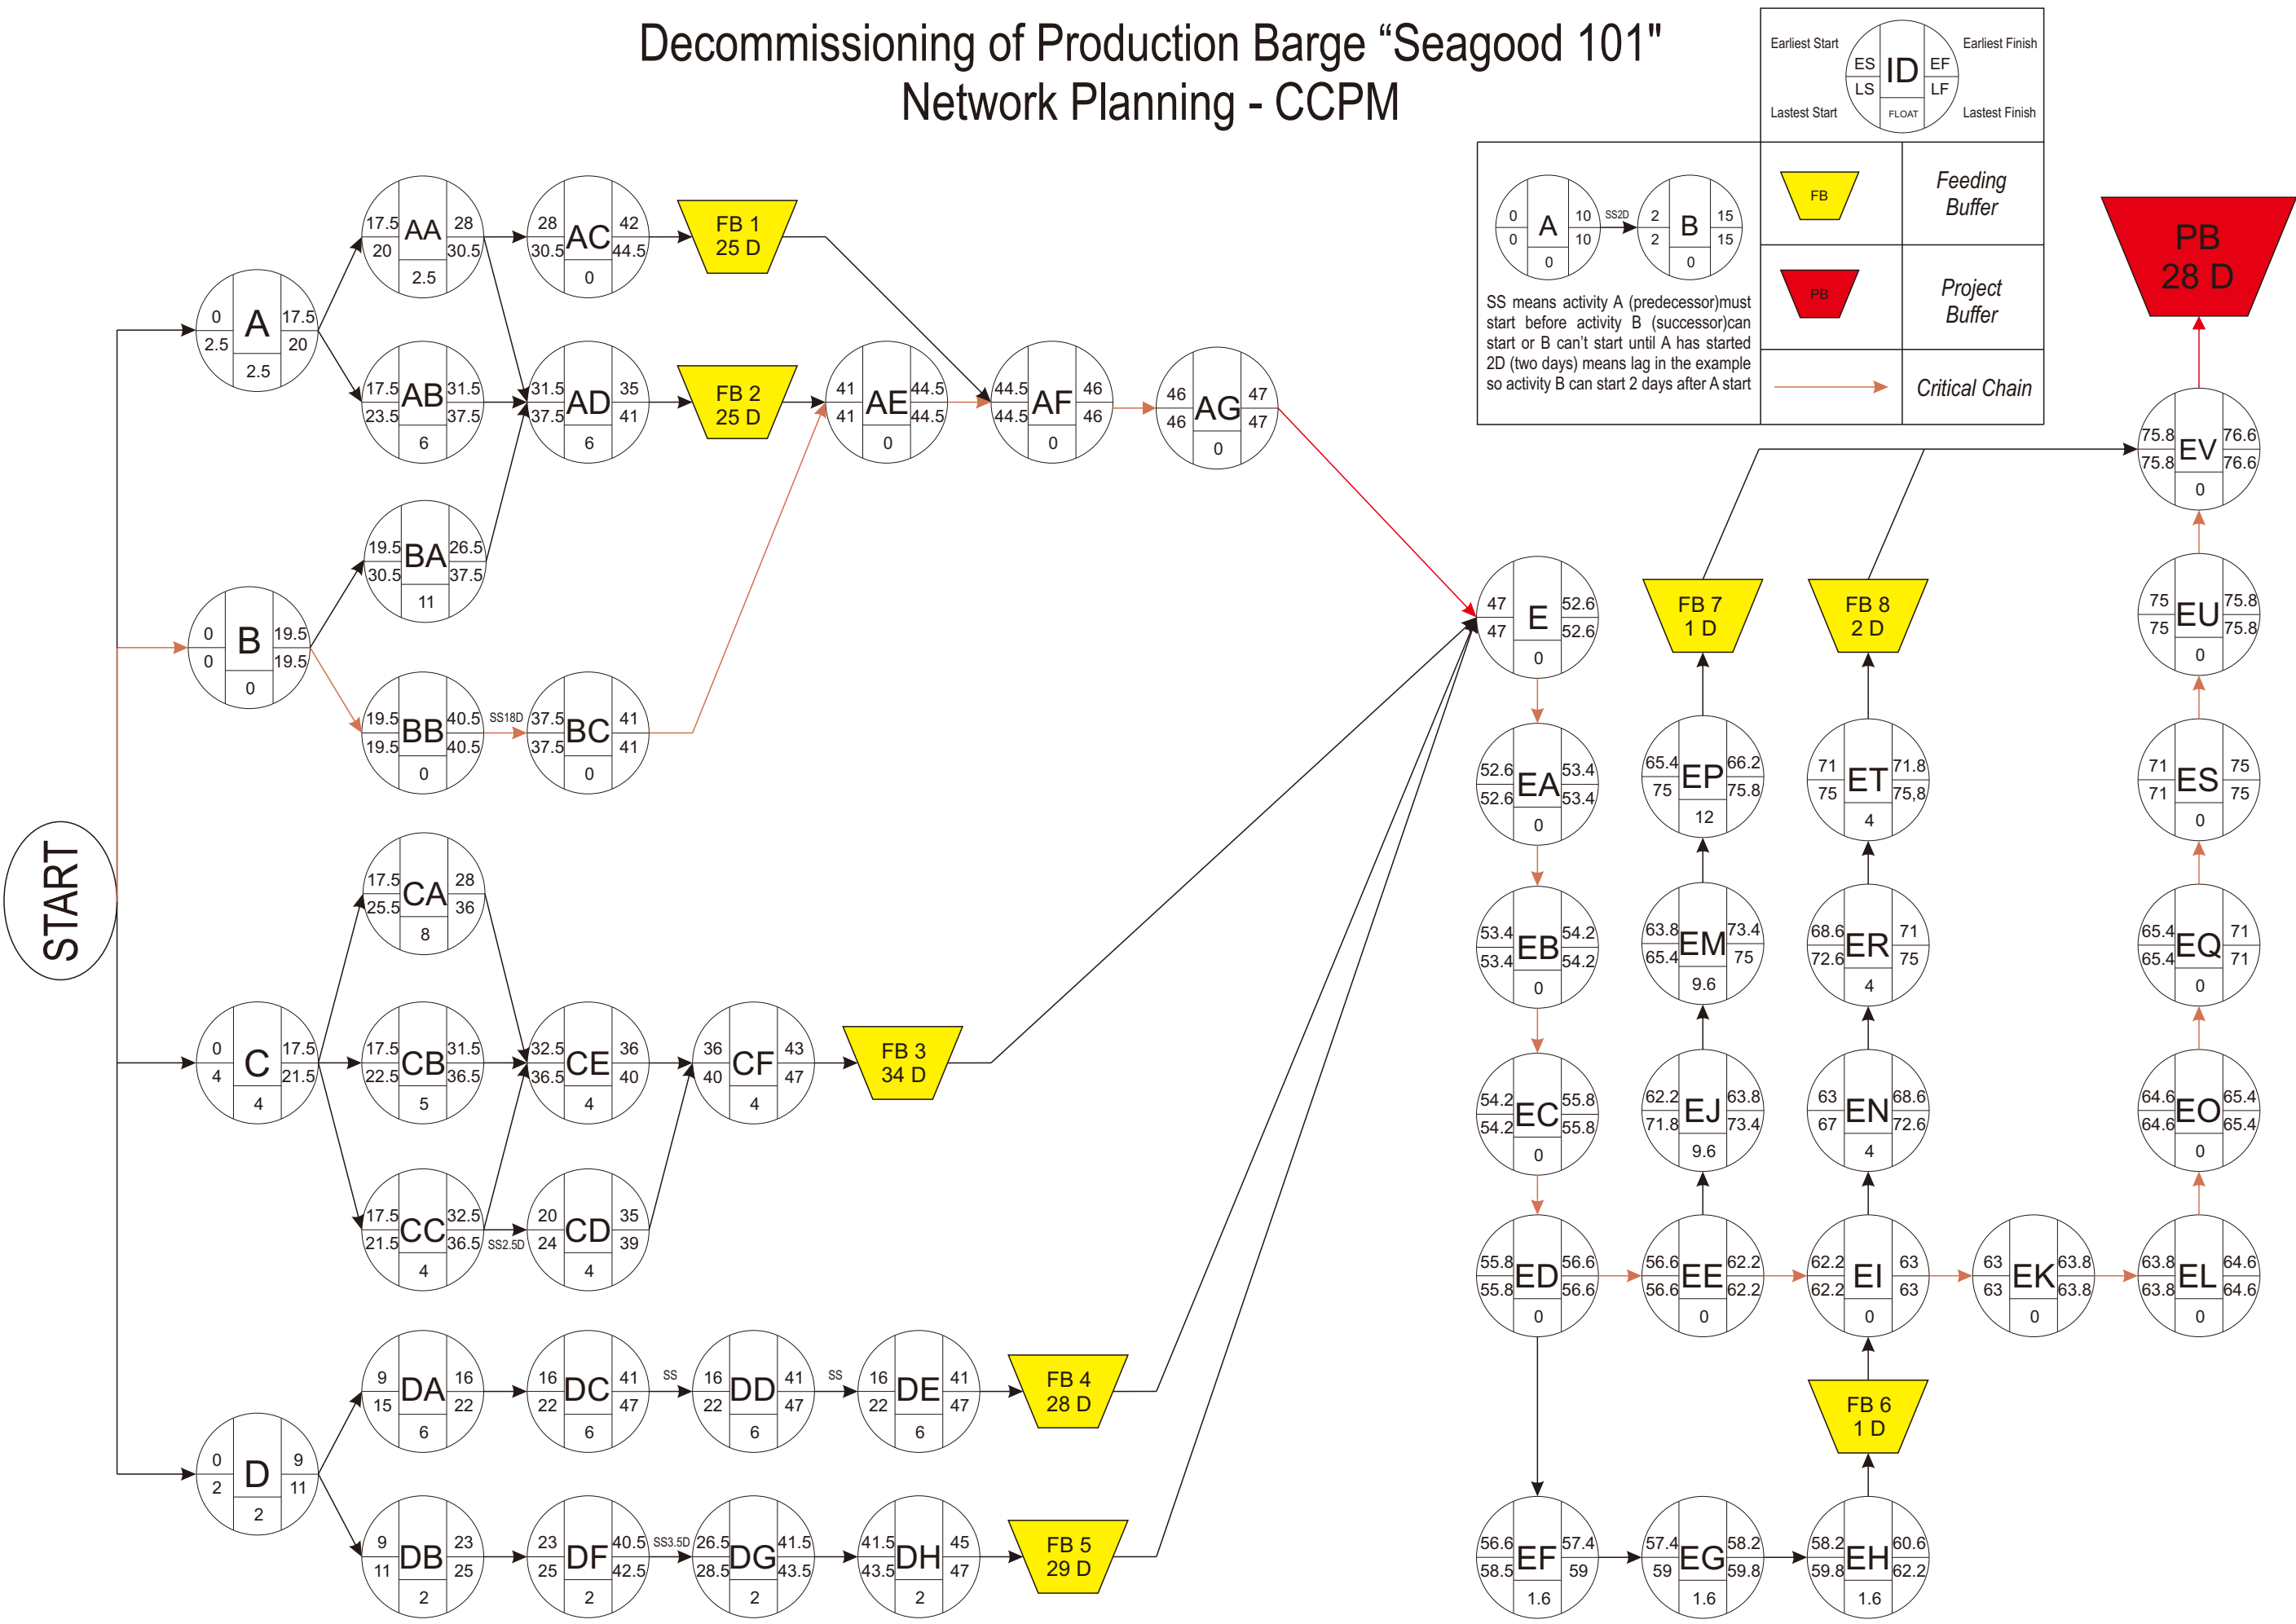 Decommissioning of Production Barge “Seagood 101"
Network Planning - CCPM
Earliest Start
Earliest Finish
ES
ID
EF
LS
LF
FLOAT
Lastest Start
Lastest Finish
FB
Feeding
Buffer
PB
Project
Buffer
Critical Chain
0
A
10
0
10
0
SS2D
2
B
15
2
15
0
SS means activity A (predecessor)must
start before activity B (successor)can
start or B can't start until A has started
2D (two days) means lag in the example
so activity B can start 2 days after A start
PB
28 D
START
0
A
17.5
2.5
20
2.5
17.5
AA
28
20
30.5
2.5
28
AC
42
30.5
44.5
0
FB 1
25 D
17.5
AB
31.5
23.5
37.5
6
31.5
AD
35
37.5
41
6
FB 2
25 D
41
AE
44.5
41
44.5
0
44.5
AF
46
44.5
46
0
46
AG
47
46
47
0
0
B
19.5
0
19.5
0
19.5
BA
26.5
30.5
37.5
11
19.5
BB
40.5
19.5
40.5
0
SS18D
37.5
BC
41
37.5
41
0
0
C
17.5
4
21.5
4
17.5
CA
28
25.5
36
8
17.5
CB
31.5
22.5
36.5
5
17.5
CC
32.5
21.5
36.5
4
SS2.5D
20
CD
35
24
39
4
32.5
CE
36
36.5
40
4
36
CF
43
40
47
4
FB 3
34 D
0
D
9
2
11
2
9
DA
16
15
22
6
16
DC
41
22
47
6
SS
16
DD
41
22
47
6
SS
16
DE
41
22
47
6
FB 4
28 D
9
DB
23
11
25
2
23
DF
40.5
25
42.5
2
SS3.5D
26.5
DG
41.5
28.5
43.5
2
41.5
DH
45
43.5
47
2
FB 5
29 D
47
E
52.6
47
52.6
0
52.6
EA
53.4
52.6
53.4
0
53.4
EB
54.2
53.4
54.2
0
54.2
EC
55.8
54.2
55.8
0
55.8
ED
56.6
55.8
56.6
0
56.6
EE
62.2
56.6
62.2
0
62.2
EI
63
62.2
63
0
63
EK
63.8
63
63.8
0
63.8
EL
64.6
63.8
64.6
0
56.6
EF
57.4
58.5
59
1.6
57.4
EG
58.2
59
59.8
1.6
58.2
EH
60.6
59.8
62.2
1.6
FB 6
1 D
62.2
EJ
63.8
71.8
73.4
9.6
63.8
EM
73.4
65.4
75
9.6
65.4
EP
66.2
75
75.8
12
FB 7
1 D
63
EN
68.6
67
72.6
4
68.6
ER
71
72.6
75
4
71
ET
71.8
75
75,8
4
FB 8
2 D
64.6
EO
65.4
64.6
65.4
0
65.4
EQ
71
65.4
71
0
71
ES
75
71
75
0
75
EU
75.8
75
75.8
0
75.8
EV
76.6
75.8
76.6
0